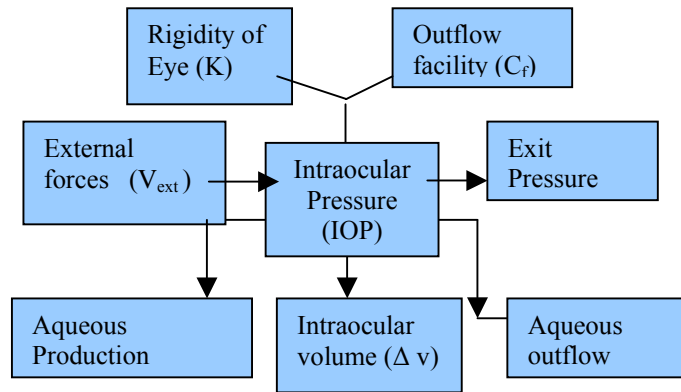 Rigidity of
Eye (K)
Outflow
facility (Cf)
External
forces (Vext)
Intraocular
Pressure
(IOP)
Exit
Pressure
Aqueous
Production
Intraocular
volume (Δ v)
Aqueous
outflow